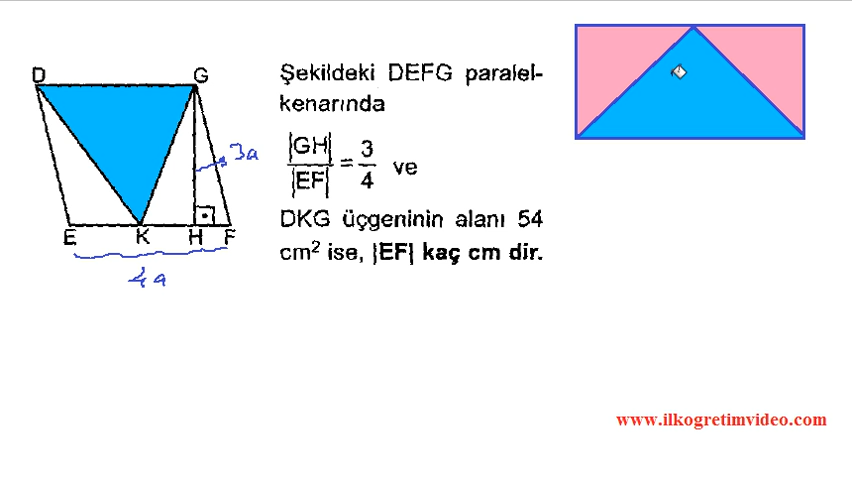 D
G
3a
E
K
H
F
4a
Şekildeki DEFG paralel-
kenarında
|GH|
|EF|
=
3
4
ve
DKG üçgeninin alanı 54
cm² ise, |EF| kaç cm dir.
www.ilkogretimvideo.com